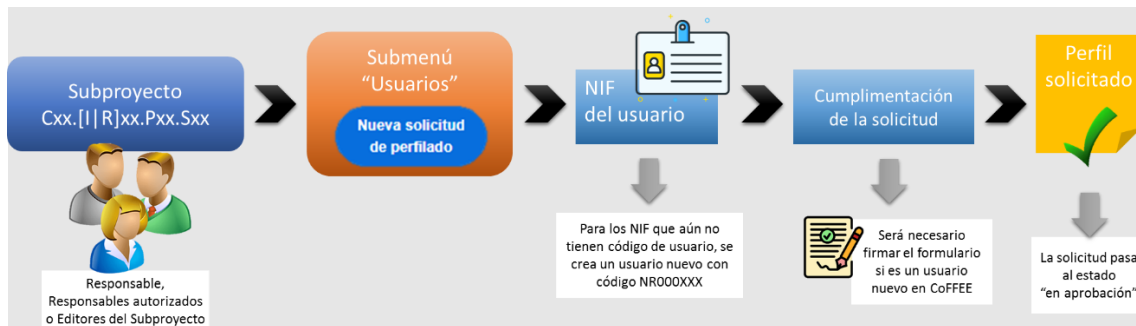 Subproyecto
Cxx.[I|R]xx.Pxx.Sxx
Responsable,
Responsables autorizados
o Editores del Subproyecto
Submenú
“Usuarios”
Nueva solicitud
de perfilado
NIF
del usuario
Para los NIF que aún no
tienen código de usuario, se
crea un usuario nuevo con
código NR000XXX
Cumplimentación
de la solicitud
Será necesario
firmar el formulario
si es un usuario
nuevo en CoFFEE
Perfil
solicitado
La solicitud pasa
al estado
“en aprobación”